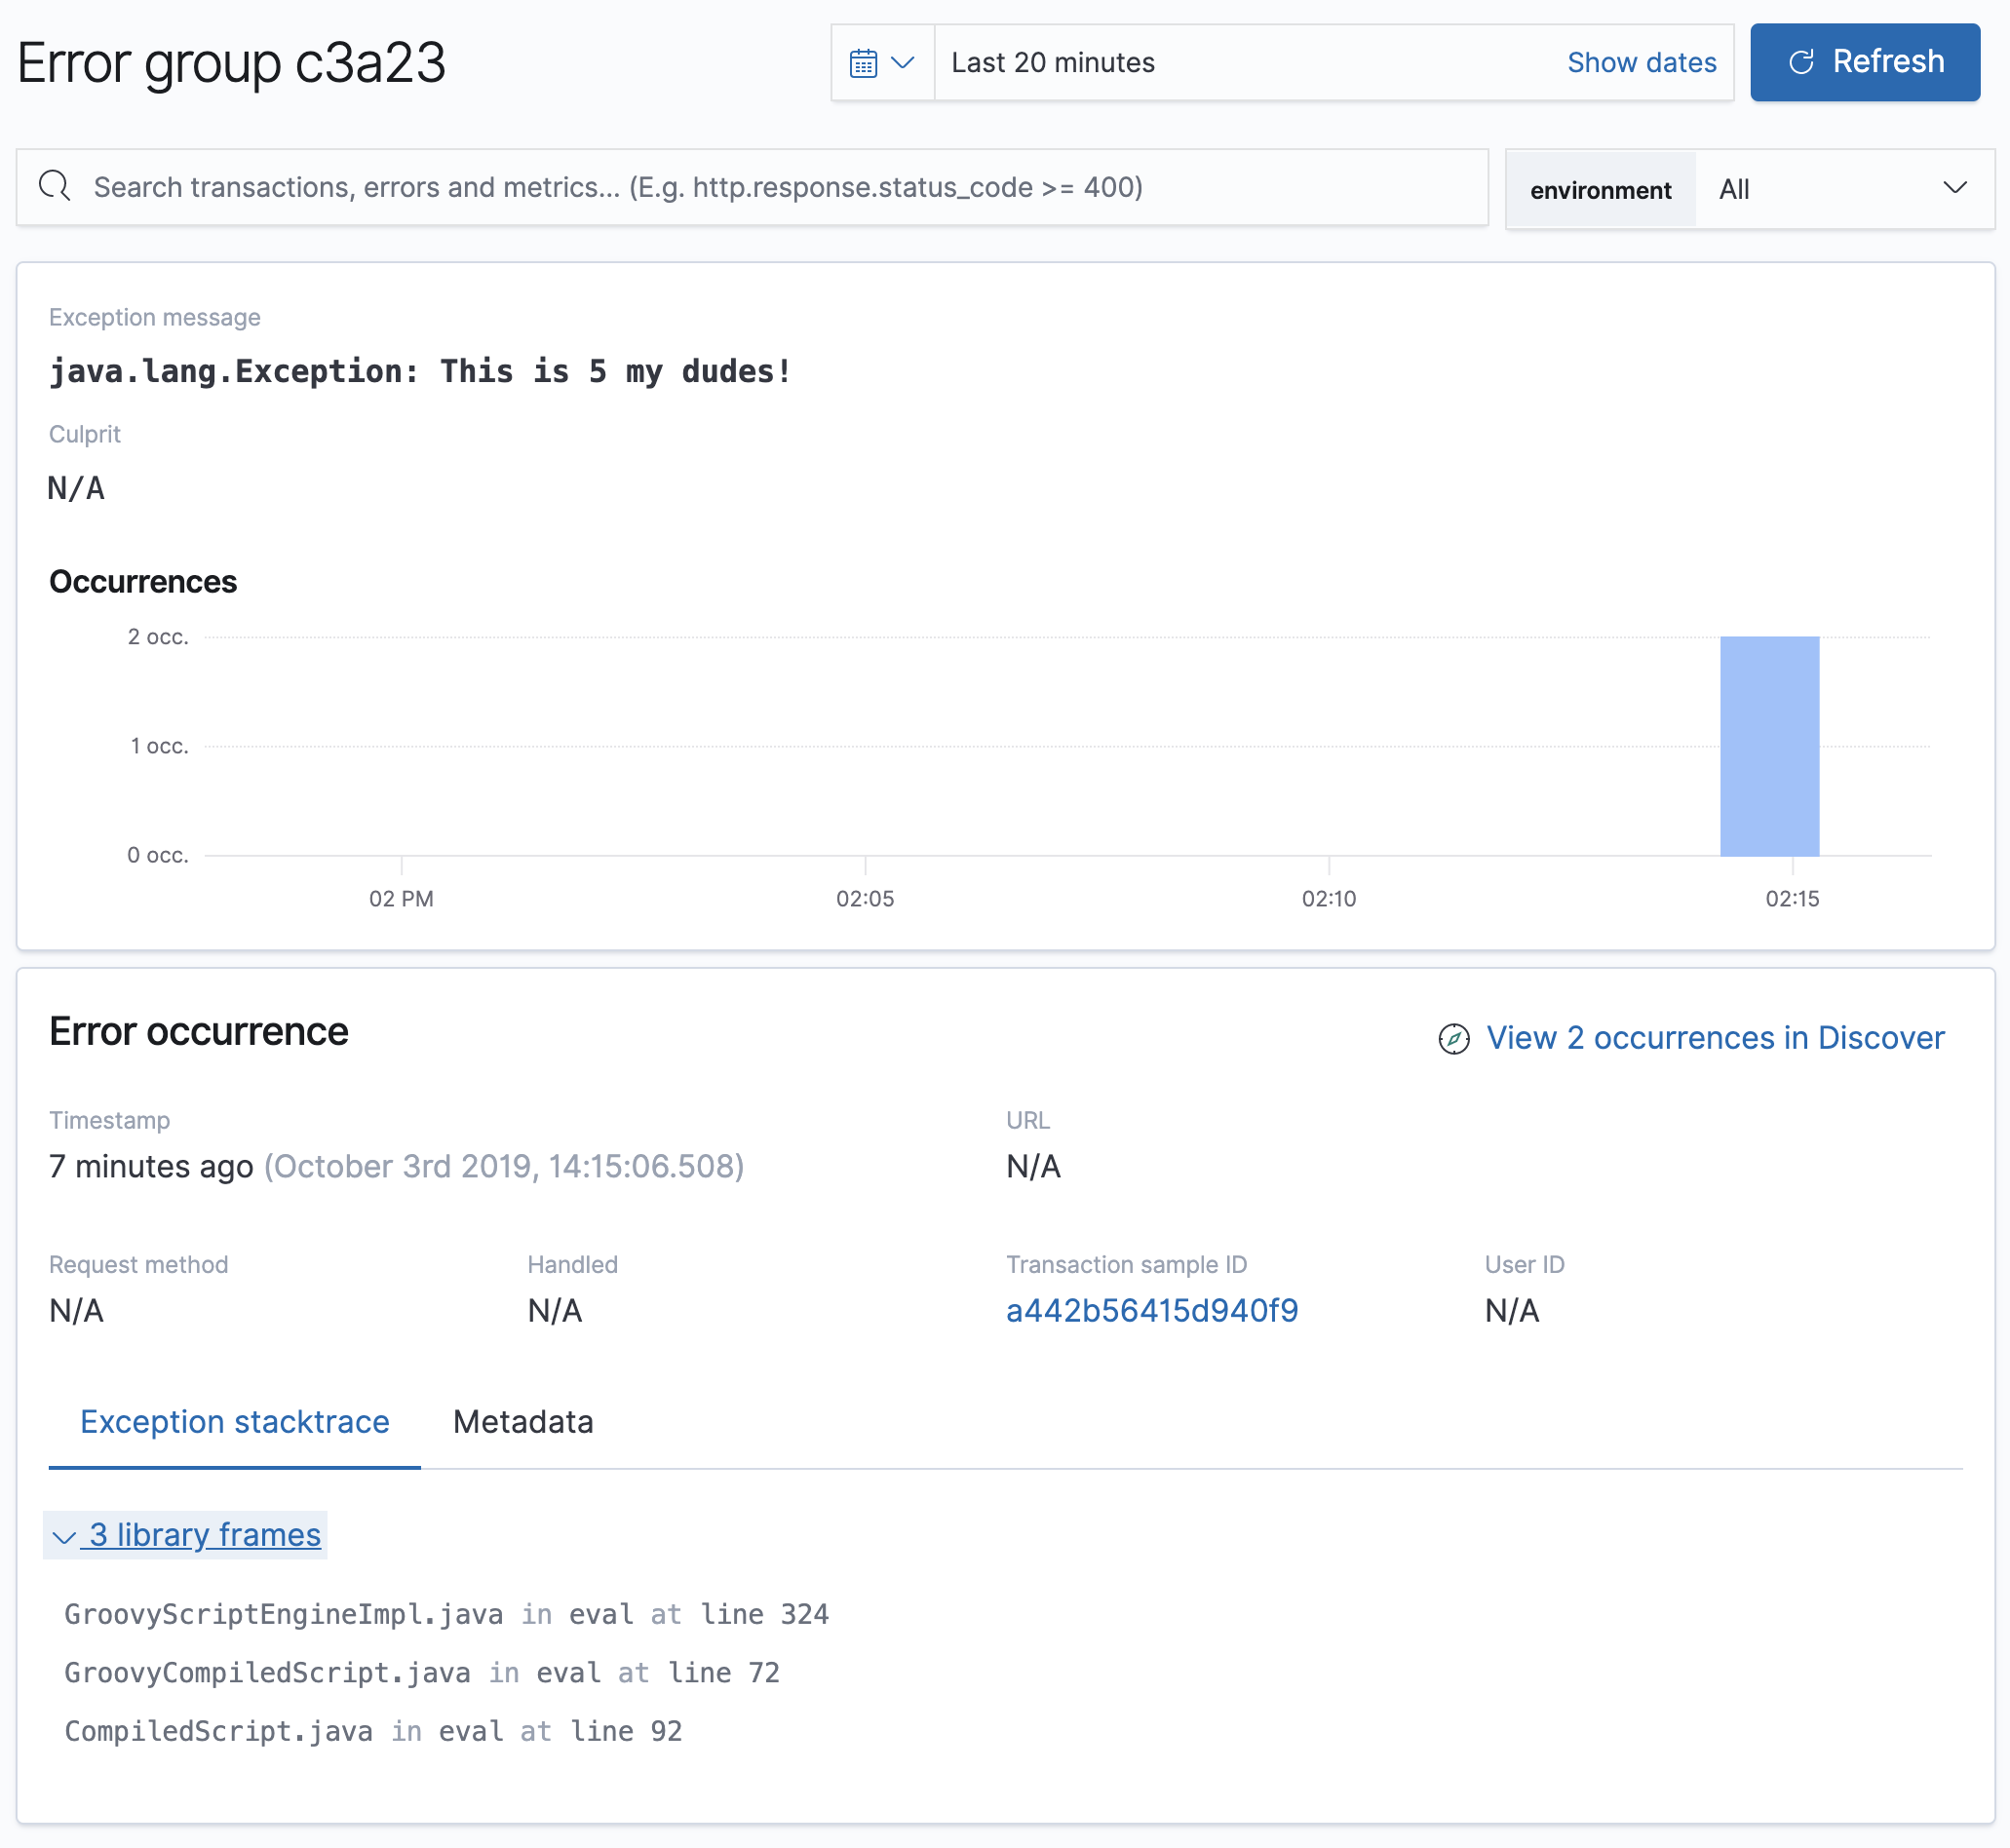 Error group c3a23
Last 20 minutes
Show dates
Refresh
Search transactions, errors and metrics... (E.g. http.response.status_code >= 400)
environment
All
Exception message
java.lang.Exception: This is 5 my dudes!
Culprit
N/A
Occurrences
2 occ.
1 occ.
0 occ.
02 PM
02:05
02:10
02:15
Error occurrence
View 2 occurrences in Discover
Timestamp
7 minutes ago (October 3rd 2019, 14:15:06.508)
URL
N/A
Request method
N/A
Handled
N/A
Transaction sample ID
a442b56415d940f9
User ID
N/A
Exception stacktrace
Metadata
3 library frames
GroovyScriptEngineImpl.java in eval at line 324
GroovyCompiledScript.java in eval at line 72
CompiledScript.java in eval at line 92